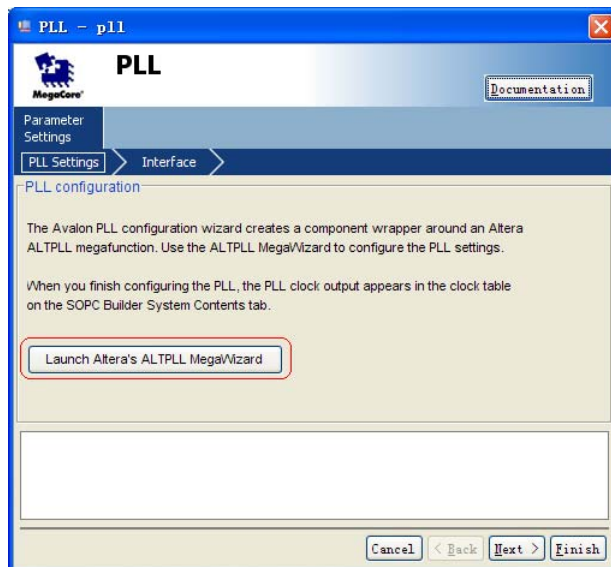 PLL - pll
MegaCore®
PLL
Documentation
Parameter
Settings
PLL Settings
Interface
PLL configuration
The Avalon PLL configuration wizard creates a component wrapper around an Altera
ALTPLL megafunction. Use the ALTPLL MegaWizard to configure the PLL settings.
When you finish configuring the PLL, the PLL clock output appears in the clock table
on the SOPC Builder System Contents tab.
Launch Altera's ALTPLL MegaWizard
Cancel
< Back
Next >
Finish